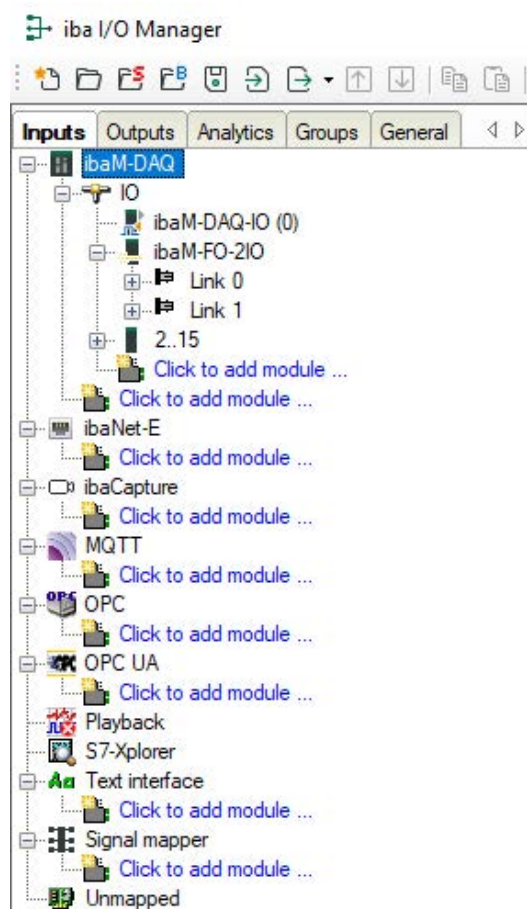 iba I/O Manager
Inputs Outputs Analytics Groups General
ibaM-DAQ
IO
ibaM-DAQ-IO (0)
ibaM-FO-2IO
Link 0
Link 1
2..15
Click to add module ...
Click to add module ...
ibaNet-E
Click to add module ...
ibaCapture
Click to add module ...
MQTT
Click to add module ...
OPC
OPC
Click to add module ...
OPC UA
Click to add module ...
Playback
S7-Xplorer
Aa Text interface
Click to add module ...
Signal mapper
Click to add module ...
Unmapped